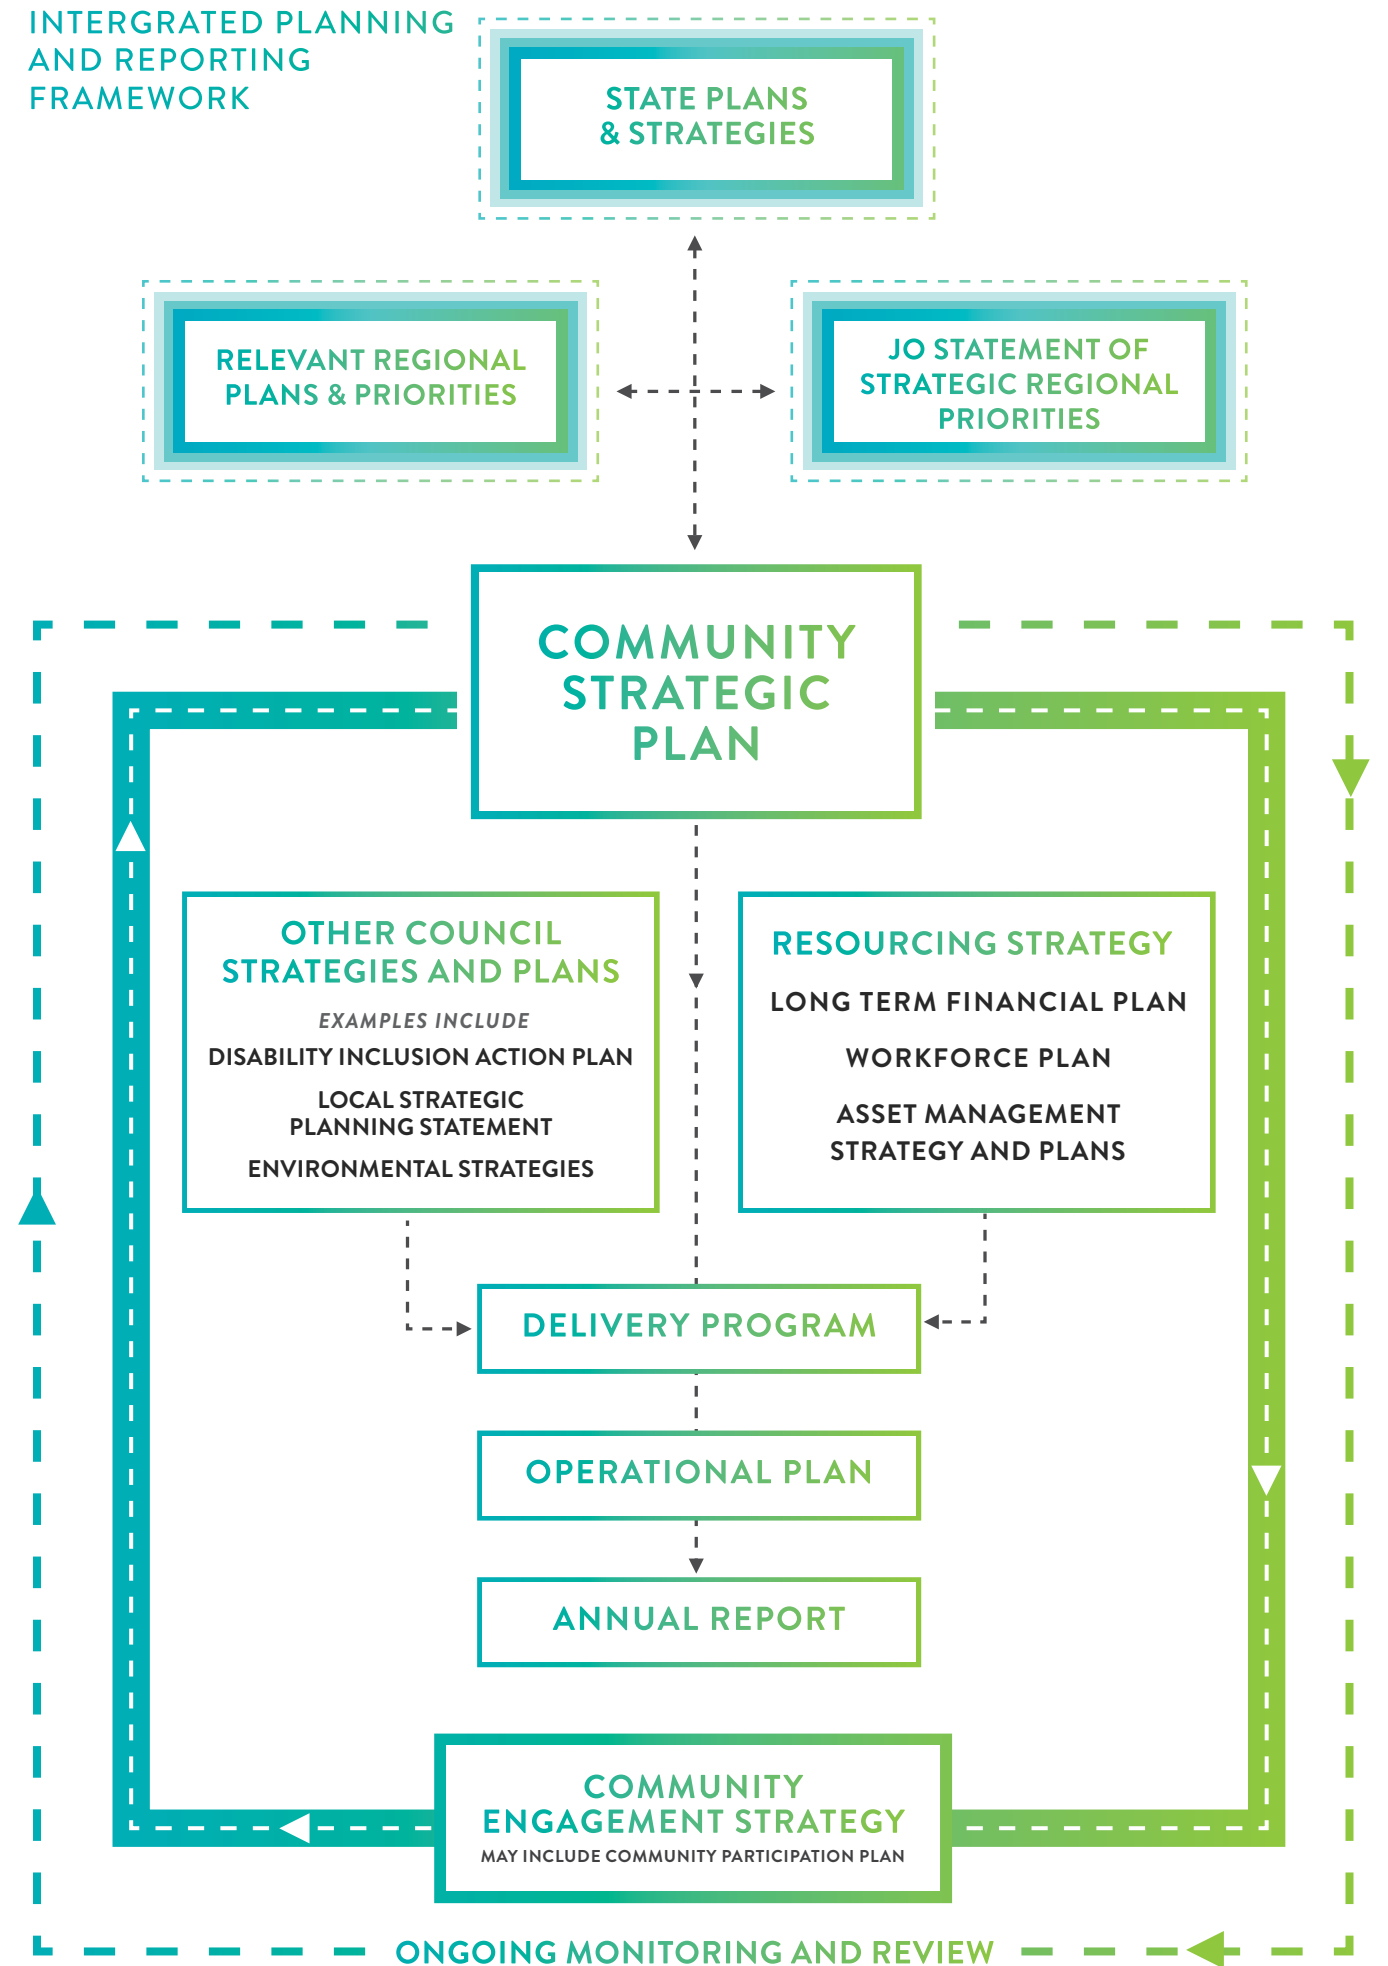 INTERGRATED PLANNING
AND REPORTING
FRAMEWORK
STATE PLANS
& STRATEGIES
RELEVANT REGIONAL
PLANS & PRIORITIES
JO STATEMENT OF
STRATEGIC REGIONAL
PRIORITIES
COMMUNITY
STRATEGIC
PLAN
OTHER COUNCIL
STRATEGIES AND PLANS
EXAMPLES INCLUDE
DISABILITY INCLUSION ACTION PLAN
LOCAL STRATEGIC
PLANNING STATEMENT
ENVIRONMENTAL STRATEGIES
RESOURCING STRATEGY
LONG TERM FINANCIAL PLAN
WORKFORCE PLAN
ASSET MANAGEMENT
STRATEGY AND PLANS
DELIVERY PROGRAM
OPERATIONAL PLAN
ANNUAL REPORT
COMMUNITY
ENGAGEMENT STRATEGY
MAY INCLUDE COMMUNITY PARTICIPATION PLAN
ONGOING MONITORING AND REVIEW